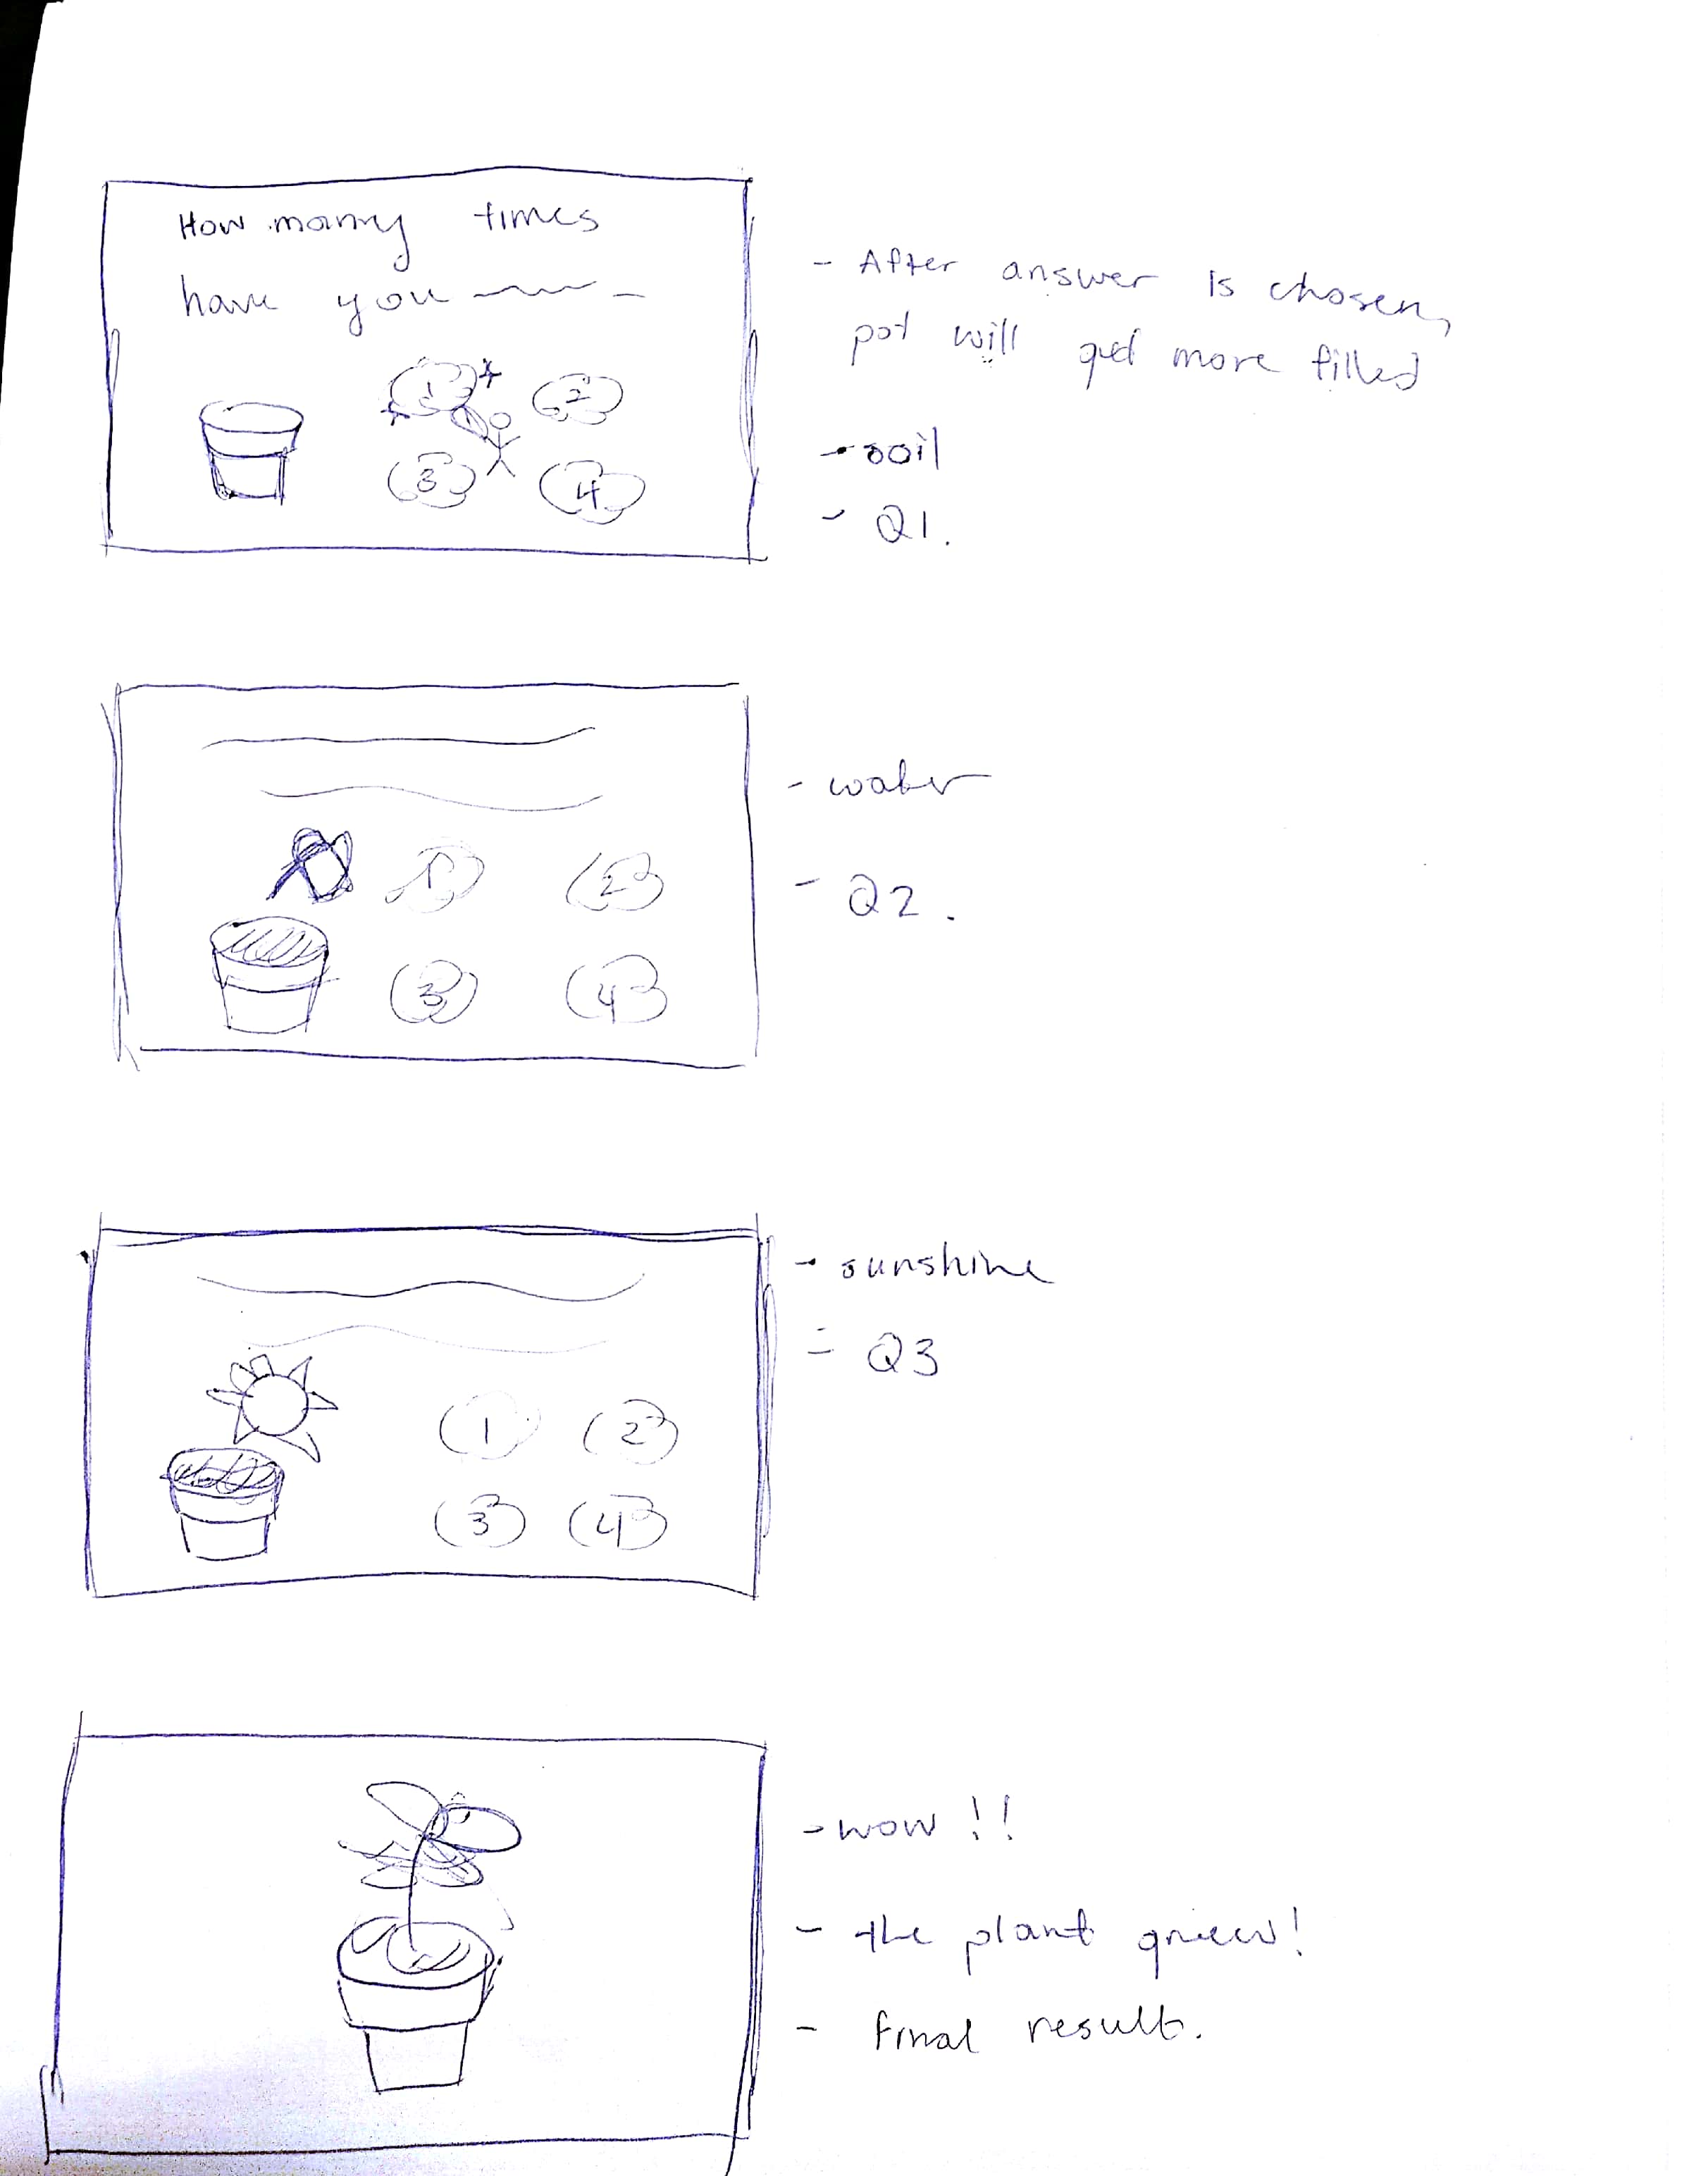 How many times
have you
1 2
3 4
- After answer is chosen,
pot will get more filled
- soil
- Q1.
1 2
3 4
- water
- Q2.
1 2
3 4
- sunshine
- Q3
- wow!!
- the plant grew!
- final result.